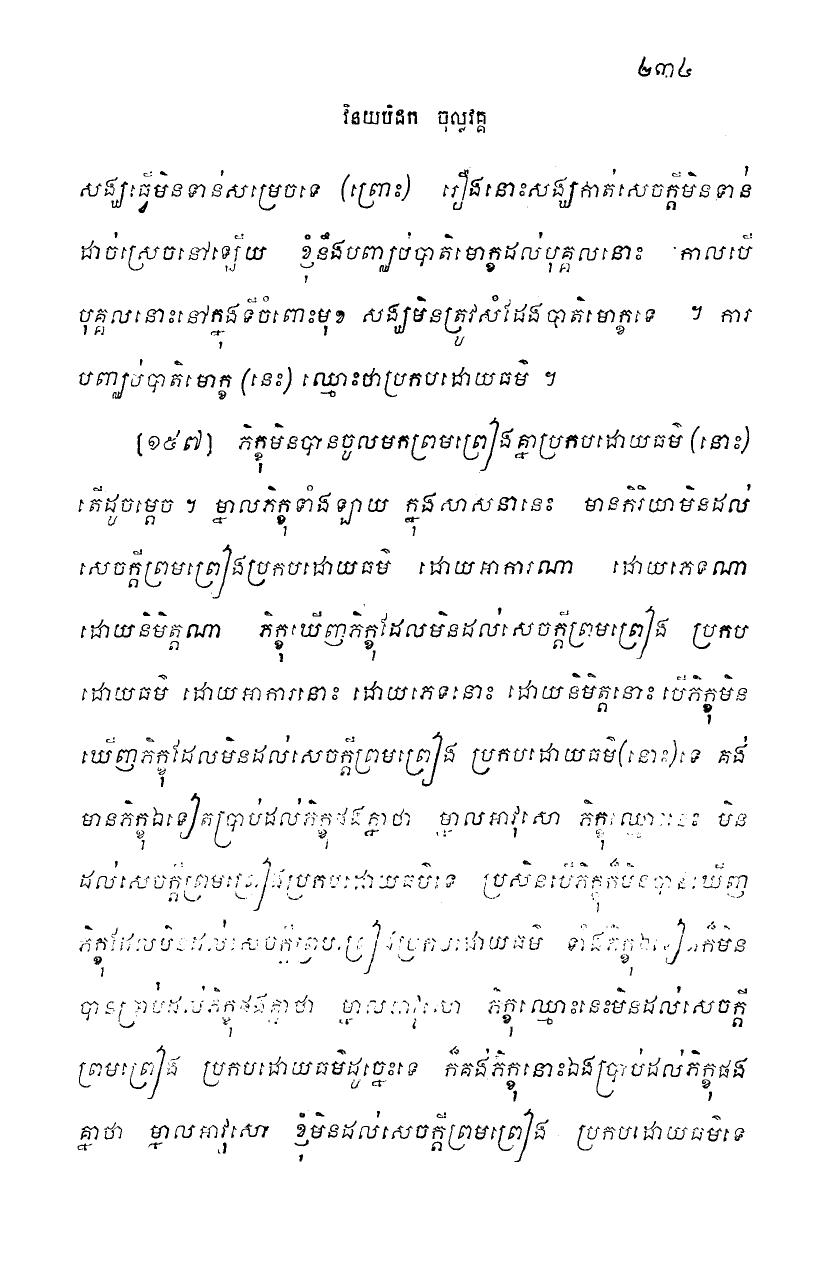 ២៣៤
វិនយបិដក ចុល្លវគ្គ
សង្ឃធ្វើមិនទាន់សម្រេចទេ (ព្រោះ) រឿងនោះសង្ឃកាត់សេចក្តីមិនទាន់
ដាច់ស្រេចនៅឡើយ ខ្ញុំនឹងបញ្ឈប់បាតិមោក្ខដល់បុគ្គលនោះ កាលបើ
បុគ្គលនោះនៅក្នុងទីចំពោះមុខ សង្ឃមិនត្រូវសំដែងបាតិមោក្ខទេ ។ ការ
បញ្ឈប់បាតិមោក្ខ (នេះ) ឈ្មោះថាប្រកបដោយធម៌ ។
[១៥៧] ភិក្ខុមិនបានចូលមកព្រមព្រៀងគ្នាប្រកបដោយធម៌ (នោះ)
តើដូចម្តេច ។ ម្នាលភិក្ខុទាំងឡាយ ក្នុងសាសនានេះ មានកិរិយាមិនដល់
សេចក្តីព្រមព្រៀងប្រកបដោយធម៌ ដោយអាការណា ដោយភេទណា
ដោយនិមិត្តណា ភិក្ខុឃើញភិក្ខុដែលមិនដល់សេចក្តីព្រមព្រៀង ប្រកប
ដោយធម៌ ដោយអាការនោះ ដោយភេទនោះ ដោយនិមិត្តនោះ បើភិក្ខុមិន
ឃើញភិក្ខុដែលមិនដល់សេចក្តីព្រមព្រៀង ប្រកបដោយធម៌(នោះ)ទេ គង់
មានភិក្ខុឯទៀតប្រាប់ដល់ភិក្ខុផងគ្នាថា ម្នាលអាវុសោ ភិក្ខុឈ្មោះនេះ មិន
ដល់សេចក្តីព្រមព្រៀងប្រកបដោយធម៌ទេ ប្រសិនបើភិក្ខុក៏មិនបានឃើញ
ភិក្ខុដែលមិនដល់សេចក្តីព្រមព្រៀងប្រកបដោយធម៌ ទាំងភិក្ខុឯទៀតក៏មិន
បានប្រាប់ដល់ភិក្ខុផងគ្នាថា ម្នាលអាវុសោ ភិក្ខុឈ្មោះនេះមិនដល់សេចក្តី
ព្រមព្រៀង ប្រកបដោយធម៌ដូច្នេះទេ ក៏គង់ភិក្ខុនោះឯងប្រាប់ដល់ភិក្ខុផង
គ្នាថា ម្នាលអាវុសោ ខ្ញុំមិនដល់សេចក្តីព្រមព្រៀង ប្រកបដោយធម៌ទេ